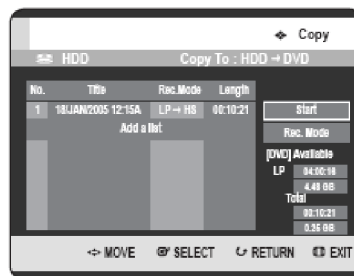 Copy
HDD Copy To : HDD → DVD
No. Title Rec.Mode Length
1 18/JAN/2005 12:15A LP → HS 00:10:21 Start
Add a list Rec. Mode
[DVD] Available
LP 04:00:16
4.40 GB
Total
00:10:21
0.25 GB
MOVE SELECT RETURN EXIT